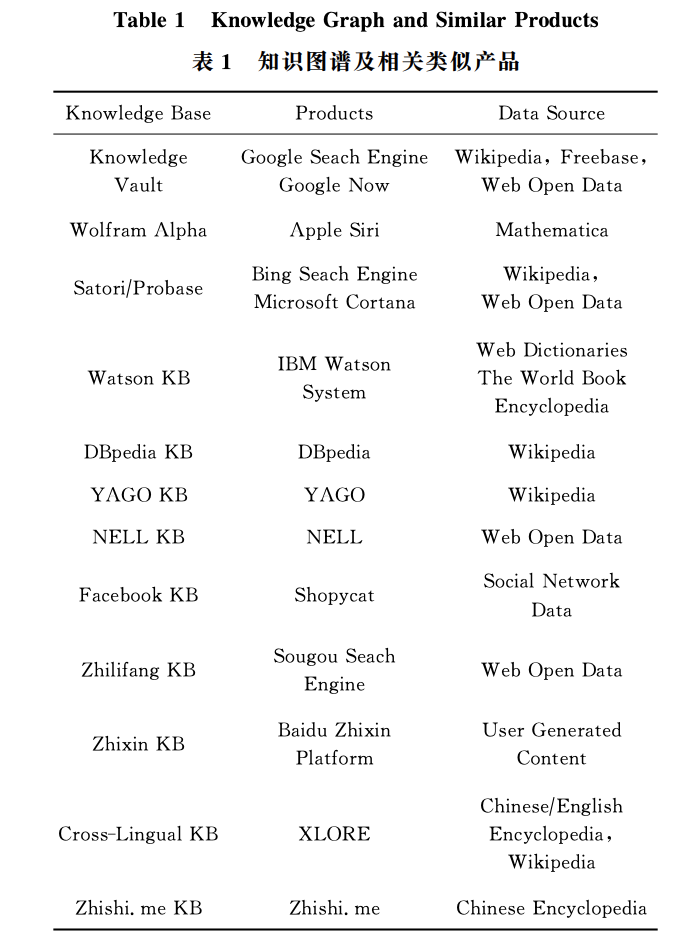 Table 1 Knowledge Graph and Similar Products
表 1 知识图谱及相关类似产品
Knowledge Base Products Data Source
Knowledge Vault Google Seach Engine Google Now Wikipedia, Freebase, Web Open Data
Wolfram Alpha Apple Siri Mathematica
Satori/Probase Bing Seach Engine Microsoft Cortana Wikipedia, Web Open Data
Watson KB IBM Watson System Web Dictionaries The World Book Encyclopedia
DBpedia KB DBpedia Wikipedia
YAGO KB YAGO Wikipedia
NELL KB NELL Web Open Data
Facebook KB Shopycat Social Network Data
Zhilifang KB Sougou Seach Engine Web Open Data
Zhixin KB Baidu Zhixin Platform User Generated Content
Cross-Lingual KB XLORE Chinese/English Encyclopedia, Wikipedia
Zhishi.me KB Zhishi.me Chinese Encyclopedia